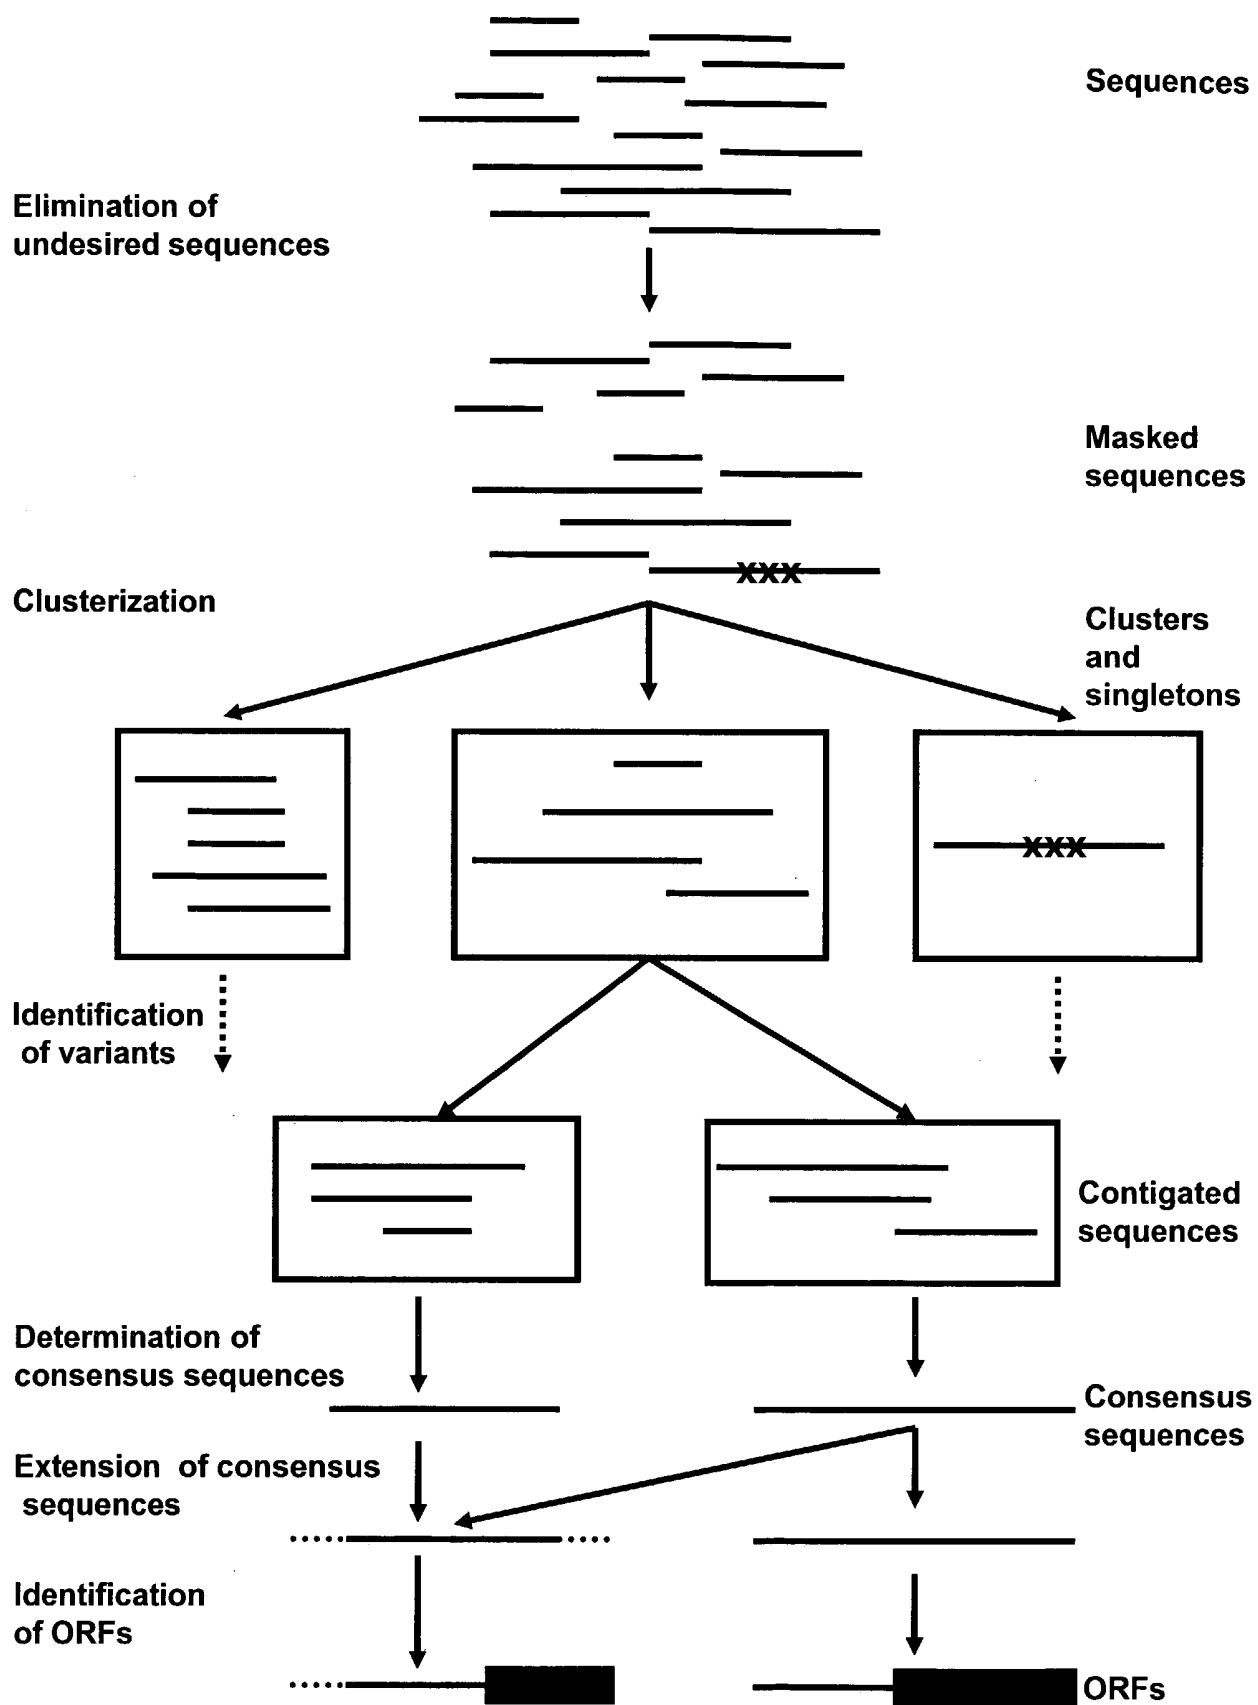 Sequences
Elimination of
undesired sequences
Masked
sequences
XXX
Clusterization
Clusters
and
singletons
XXX
Identification
of variants
Contigated
sequences
Determination of
consensus sequences
Consensus
sequences
Extension of consensus
sequences
Identification
of ORFs
ORFs